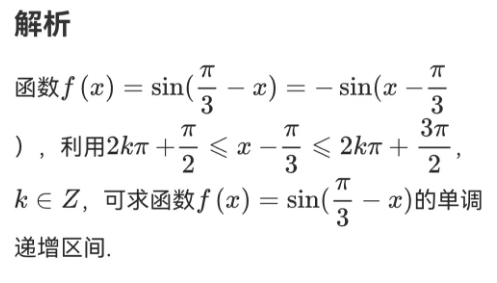 解析
函数f(x) = sin(π/3 − x) = −sin(x − π/3
），利用2kπ + π/2 ⩽ x − π/3 ⩽ 2kπ + 3π/2，
k ∈ Z，可求函数f(x) = sin(π/3 − x)的单调
递增区间.